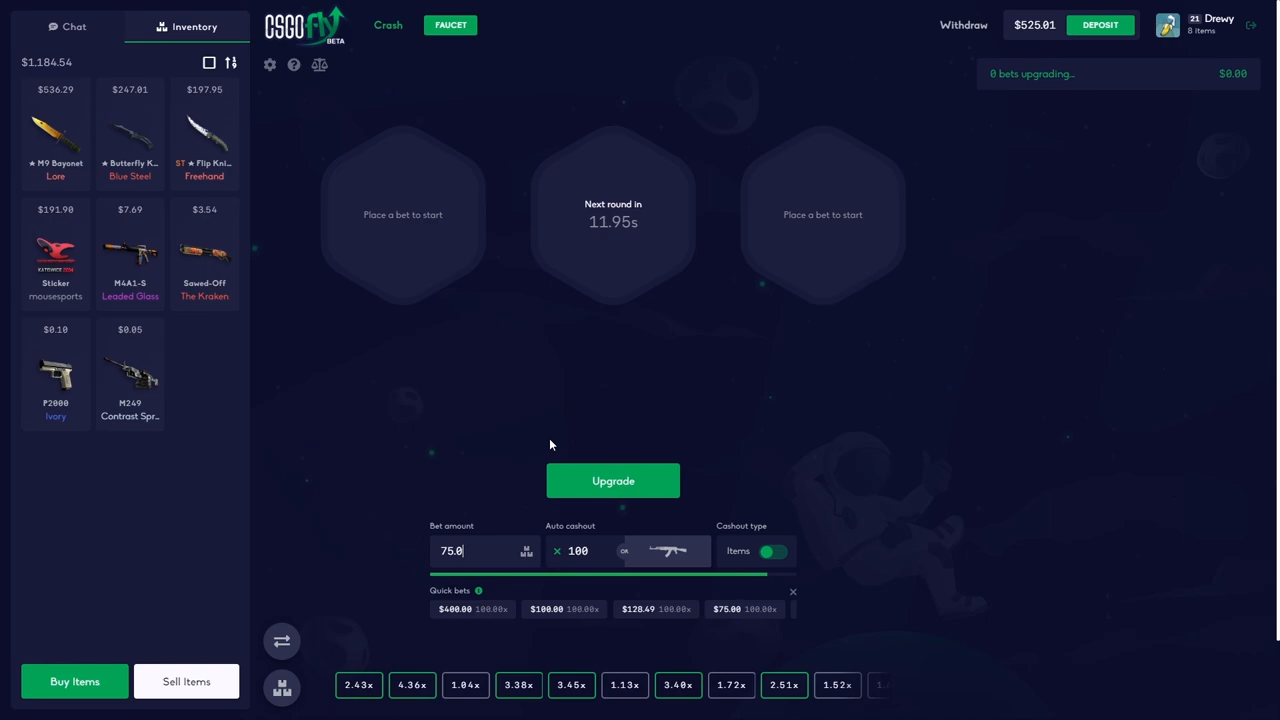 Chat
Inventory
$1,184.54
$536.29
$247.01
$197.95
★ M9 Bayonet
★ Butterfly K...
ST ★ Flip Kni...
Lore
Blue Steel
Freehand
$191.90
$7.69
$3.54
KATOWICE 2014
Sticker
M4A1-S
Sawed-Off
mousesports
Leaded Glass
The Kraken
$0.10
$0.05
P2000
M249
Ivory
Contrast Spr...
Buy Items
Sell Items
CSGOfly
BETA
Crash
FAUCET
Withdraw
$525.01
DEPOSIT
21 Drewy
8 items
0 bets upgrading...
$0.00
Place a bet to start
Next round in
11.95s
Place a bet to start
Upgrade
Bet amount
Auto cashout
Cashout type
75.0
× 100
OR
Items
Quick bets
$400.00 100.00x
$100.00 100.00x
$128.49 100.00x
$75.00 100.00x
2.43x
4.36x
1.04x
3.38x
3.45x
1.13x
3.40x
1.72x
2.51x
1.52x